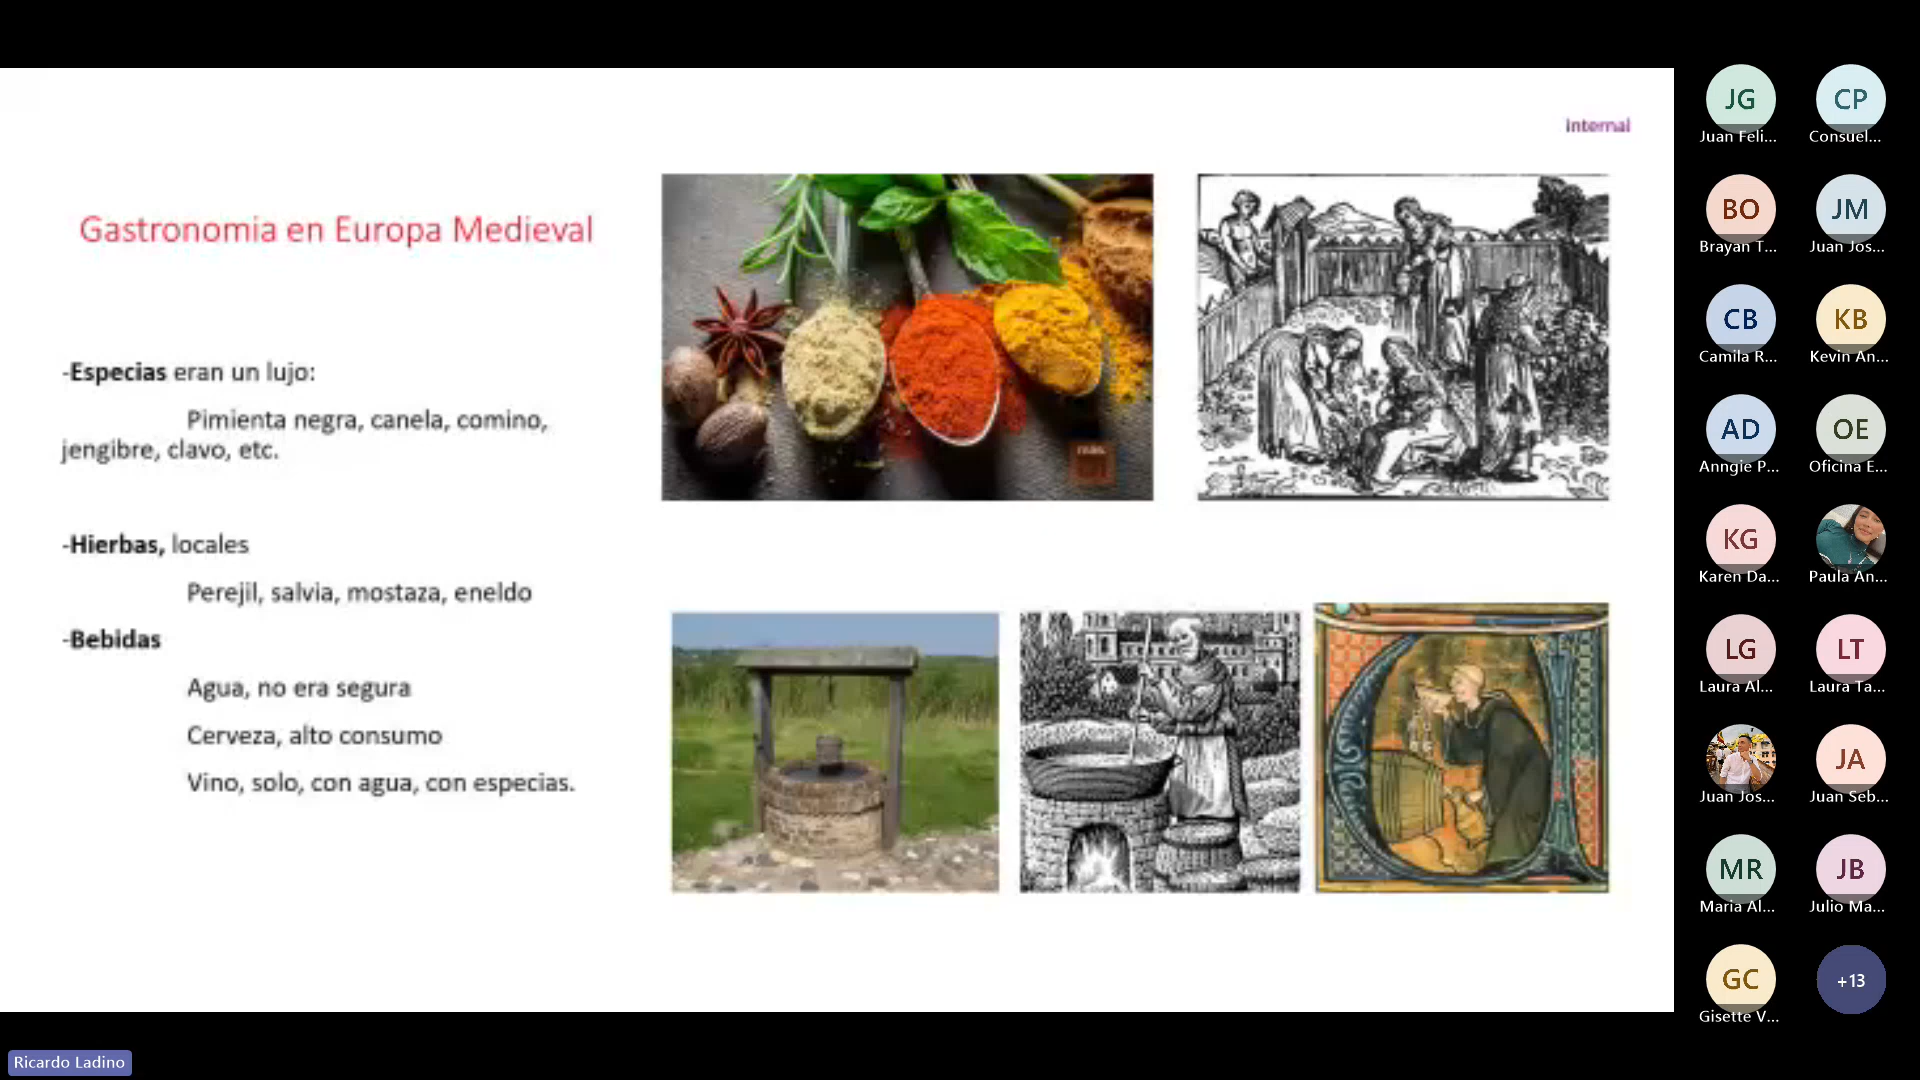 internal
Gastronomia en Europa Medieval
-Especias eran un lujo:
Pimienta negra, canela, comino,
jengibre, clavo, etc.
-Hierbas, locales
Perejil, salvia, mostaza, eneldo
-Bebidas
Agua, no era segura
Cerveza, alto consumo
Vino, solo, con agua, con especias.
JG
Juan Feli...
CP
Consuel...
BO
Brayan T...
JM
Juan Jos...
CB
Camila R...
KB
Kevin An...
AD
Anngie P...
OE
Oficina E...
KG
Karen Da...
Paula An...
LG
Laura Al...
LT
Laura Ta...
Juan Jos...
JA
Juan Seb...
MR
Maria Al...
JB
Julio Ma...
GC
Gisette V...
+13
Ricardo Ladino